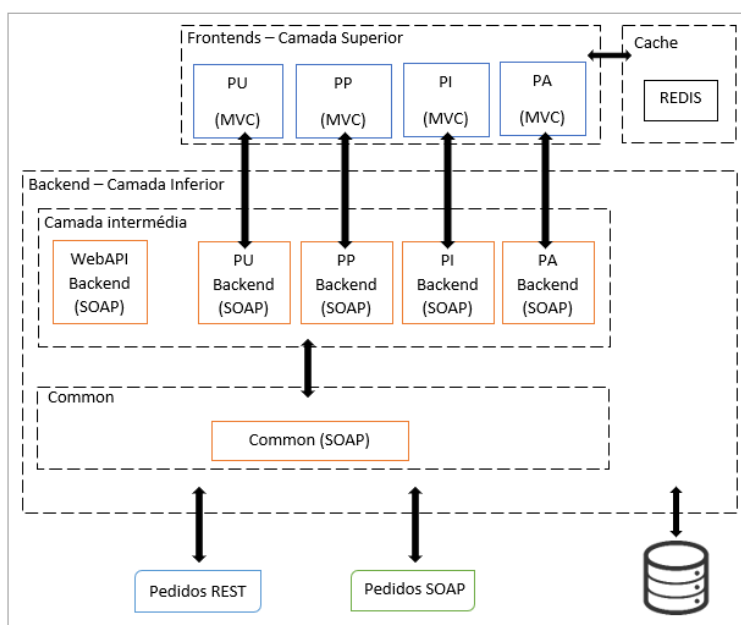 Frontends – Camada Superior
Cache
PU
(MVC)
PP
(MVC)
PI
(MVC)
PA
(MVC)
REDIS
Backend – Camada Inferior
Camada intermédia
WebAPI
Backend
(SOAP)
PU
Backend
(SOAP)
PP
Backend
(SOAP)
PI
Backend
(SOAP)
PA
Backend
(SOAP)
Common
Common (SOAP)
Pedidos REST
Pedidos SOAP